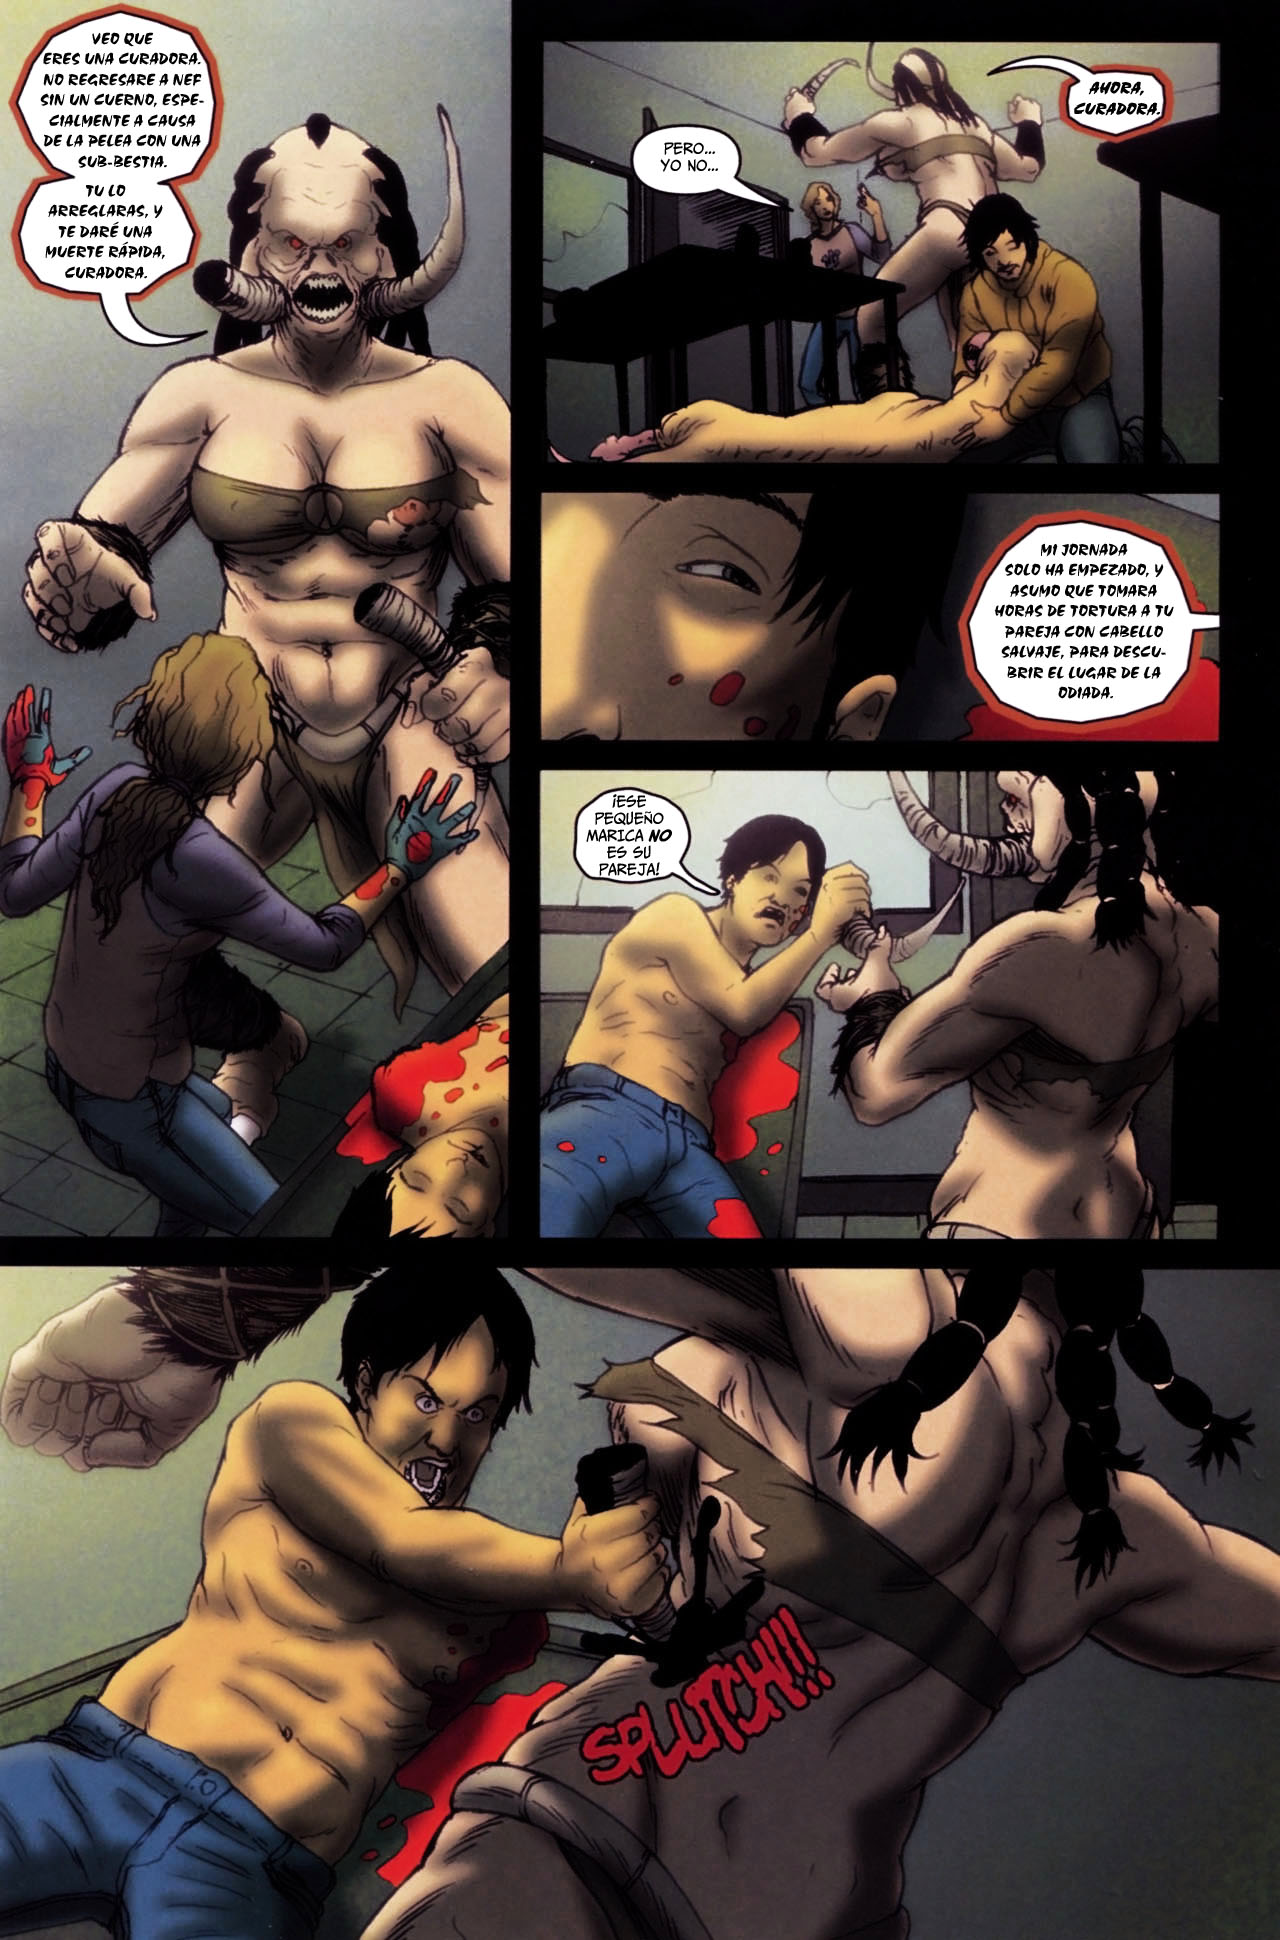 VEO QUE
ERES UNA CURADORA.
NO REGRESARE A NEF
SIN UN CUERNO, ESPE-
CIALMENTE A CAUSA
DE LA PELEA CON UNA
SUB-BESTIA.
TU LO
ARREGLARAS, Y
TE DARÉ UNA
MUERTE RÁPIDA,
CURADORA.
AHORA,
CURADORA.
PERO...
YO NO...
MI JORNADA
SOLO HA EMPEZADO, Y
ASUMO QUE TOMARA
HORAS DE TORTURA A TU
PAREJA CON CABELLO
SALVAJE, PARA DESCU-
BRIR EL LUGAR DE LA
ODIADA.
¡ESE
PEQUEÑO
MARICA NO
ES SU
PAREJA!
SPLUTCH!!!